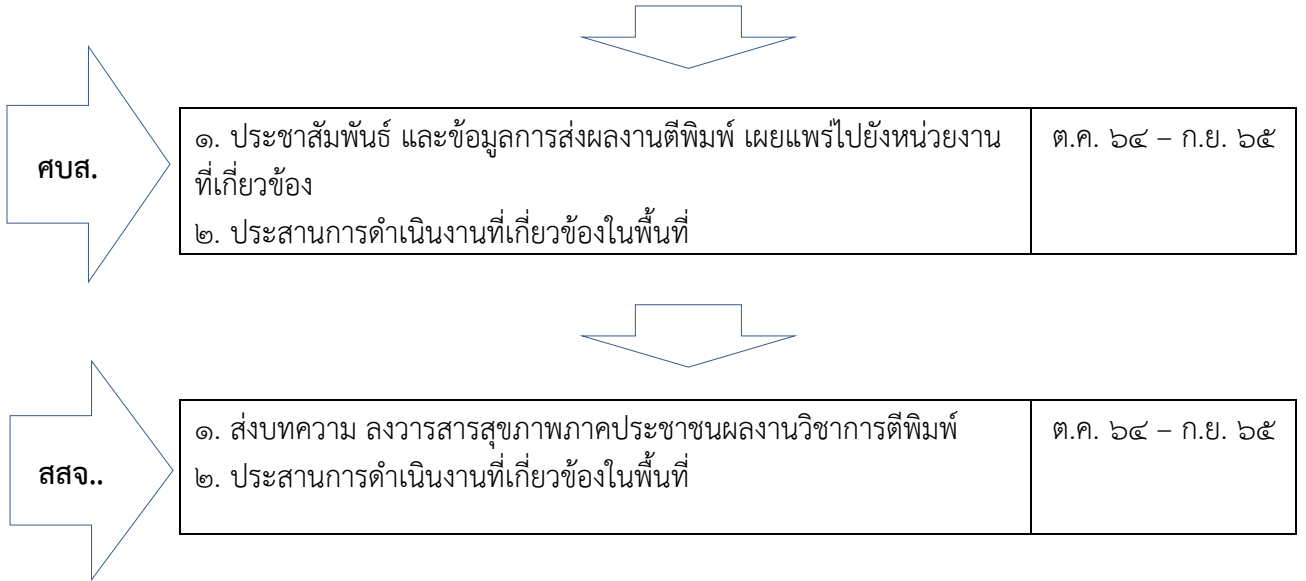 ศบส.
๑. ประชาสัมพันธ์ และข้อมูลการส่งผลงานตีพิมพ์ เผยแพร่ไปยังหน่วยงาน
ที่เกี่ยวข้อง
๒. ประสานการดำเนินงานที่เกี่ยวข้องในพื้นที่
ต.ค. ๖๔ – ก.ย. ๖๕
สสจ..
๑. ส่งบทความ ลงวารสารสุขภาพภาคประชาชนผลงานวิชาการตีพิมพ์
๒. ประสานการดำเนินงานที่เกี่ยวข้องในพื้นที่
ต.ค. ๖๔ – ก.ย. ๖๕